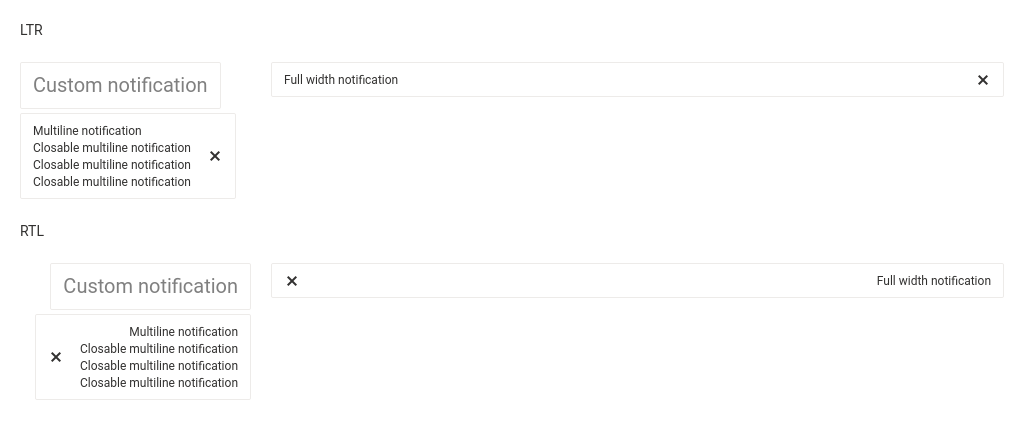 LTR
Custom notification
Full width notification
Multiline notification
Closable multiline notification
Closable multiline notification
Closable multiline notification
RTL
Custom notification
Full width notification
Multiline notification
Closable multiline notification
Closable multiline notification
Closable multiline notification